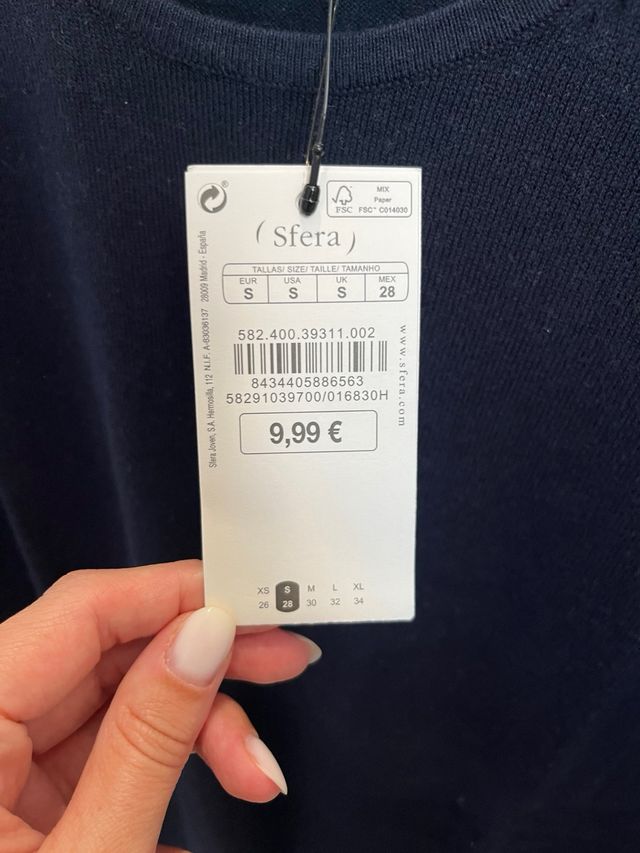 ®
MIX
Paper
FSC
FSC™ C014030
( Sfera )
TALLAS/ SIZE/ TAILLE/ TAMANHO
EUR USA UK MEX
S S S 28
582.400.39311.002
8434405886563
58291039700/016830H
9,99 €
www.sfera.com
Sfera Joven, S.A. Hermosilla, 112 N.I.F. A-83036137 28009 Madrid - España
XS S M L XL
26 28 30 32 34